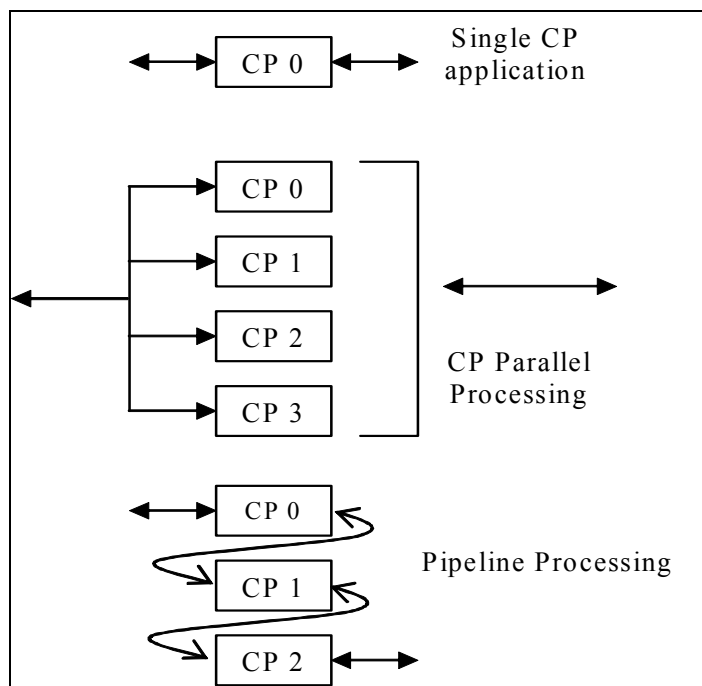 CP 0
Single CP
application
CP 0
CP 1
CP 2
CP 3
CP Parallel
Processing
CP 0
CP 1
CP 2
Pipeline Processing